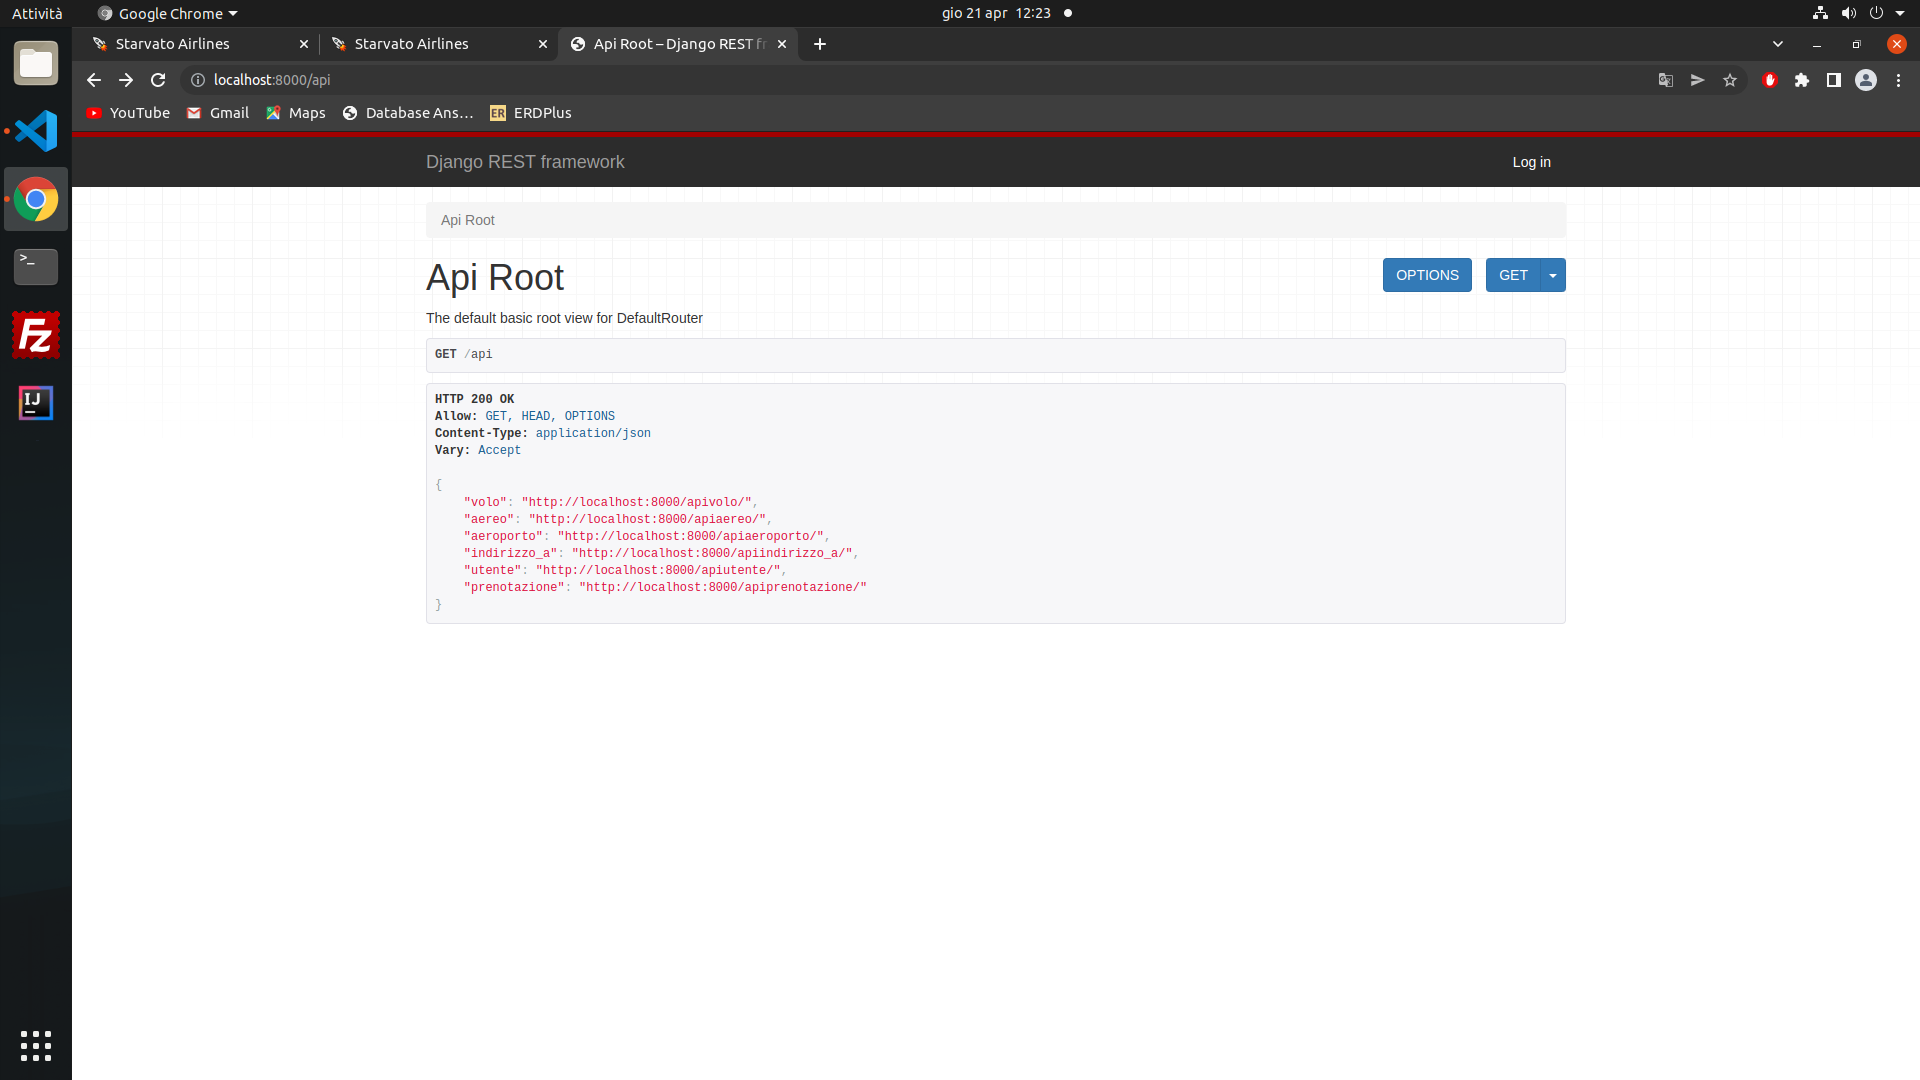 Attività
Google Chrome
gio 21 apr 12:23
Starvato Airlines
Starvato Airlines
Api Root – Django REST fr
localhost:8000/api
YouTube
Gmail
Maps
Database Ans…
ER ERDPlus
Django REST framework
Log in
Api Root
Api Root
OPTIONS
GET
The default basic root view for DefaultRouter
GET /api
HTTP 200 OK
Allow: GET, HEAD, OPTIONS
Content-Type: application/json
Vary: Accept
{
"volo": "http://localhost:8000/apivolo/",
"aereo": "http://localhost:8000/apiaereo/",
"aeroporto": "http://localhost:8000/apiaeroporto/",
"indirizzo_a": "http://localhost:8000/apiindirizzo_a/",
"utente": "http://localhost:8000/apiutente/",
"prenotazione": "http://localhost:8000/apiprenotazione/"
}
>_
Fz
IJ